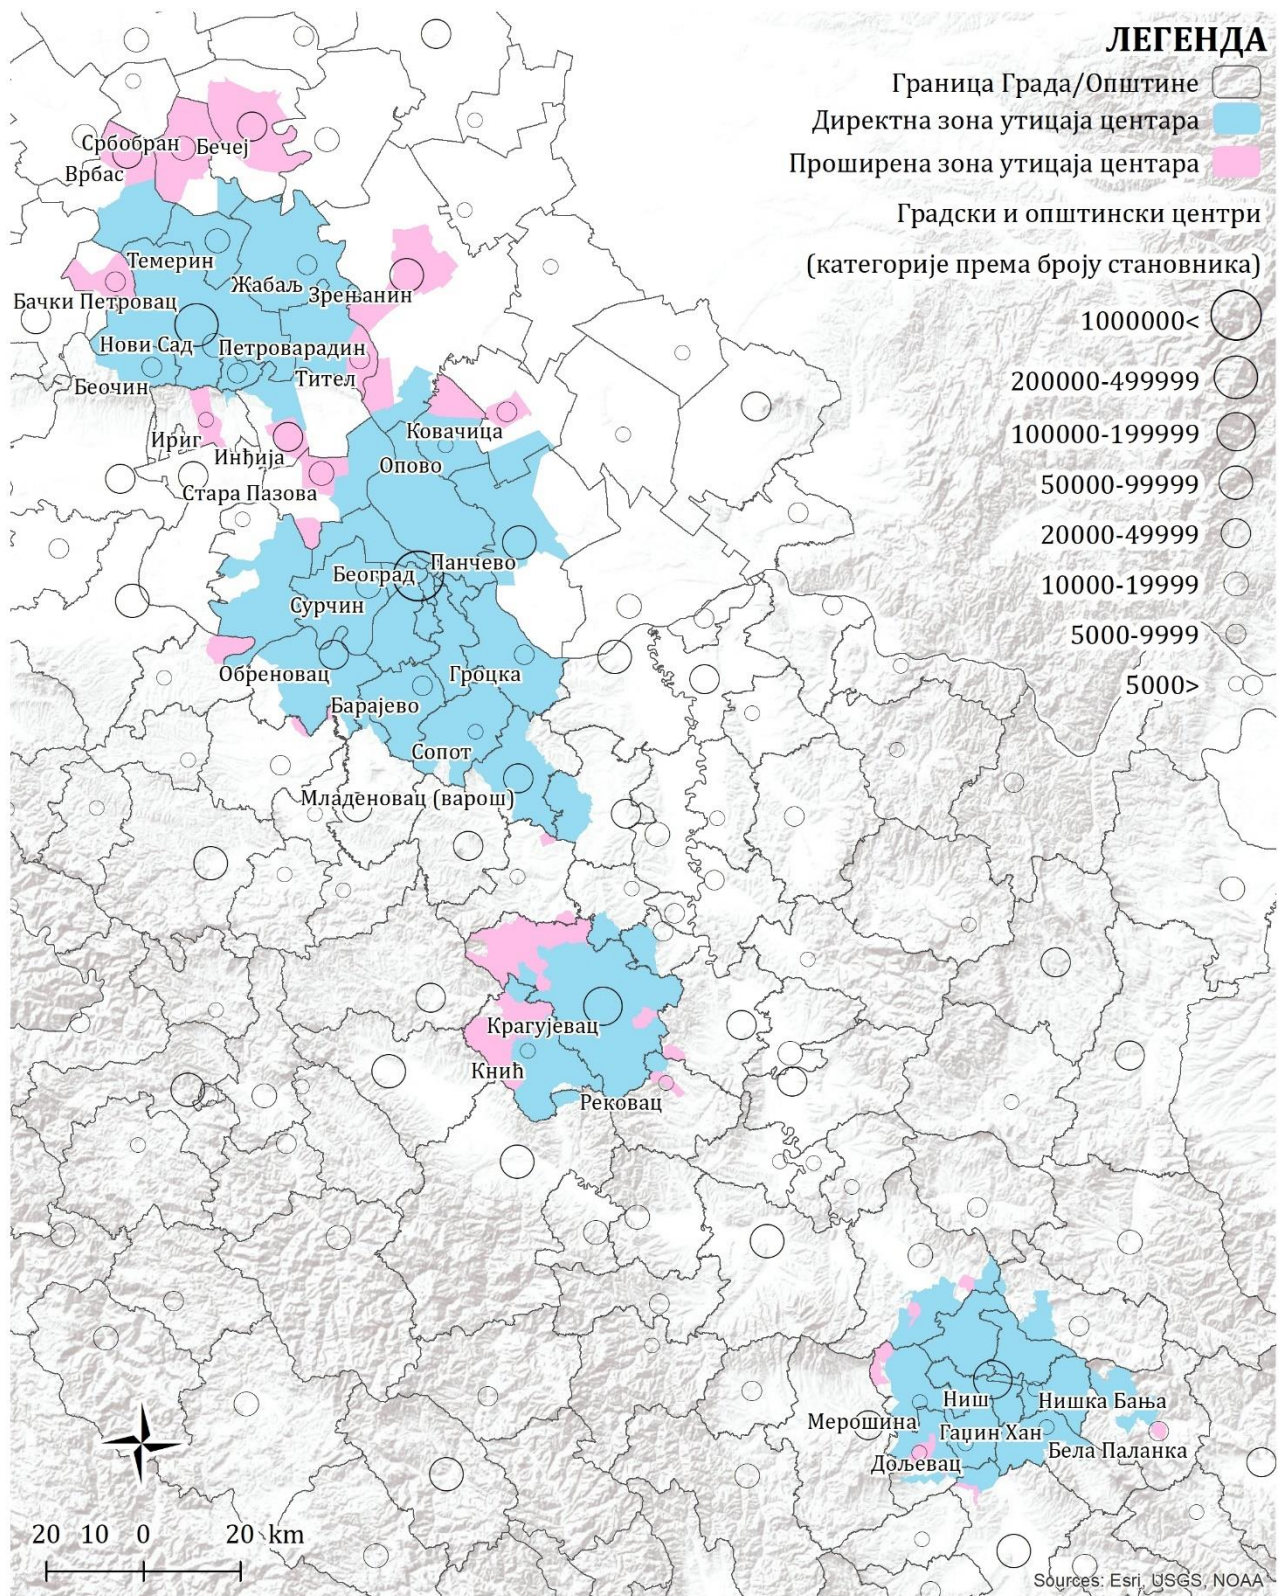 ЛЕГЕНДА
Граница Града/Општине
Директна зона утицаја центара
Проширена зона утицаја центара
Градски и општински центри
(категорије према броју становника)
1000000<
200000-499999
100000-199999
50000-99999
20000-49999
10000-19999
5000-9999
5000>
Србобран
Бечеј
Врбас
Темерин
Жабаљ
Зрењанин
Бачки Петровац
Нови Сад
Петроварадин
Беочин
Тител
Ириг
Инђија
Ковачица
Опово
Стара Пазова
Београд
Панчево
Сурчин
Обреновац
Гроцка
Барајево
Сопот
Младеновац (варош)
Крагујевац
Кнић
Рековац
Ниш
Нишка Бања
Мерошина
Гаџин Хан
Бела Паланка
Дољевац
20 10 0 20 km
Sources: Esri, USGS, NOAA